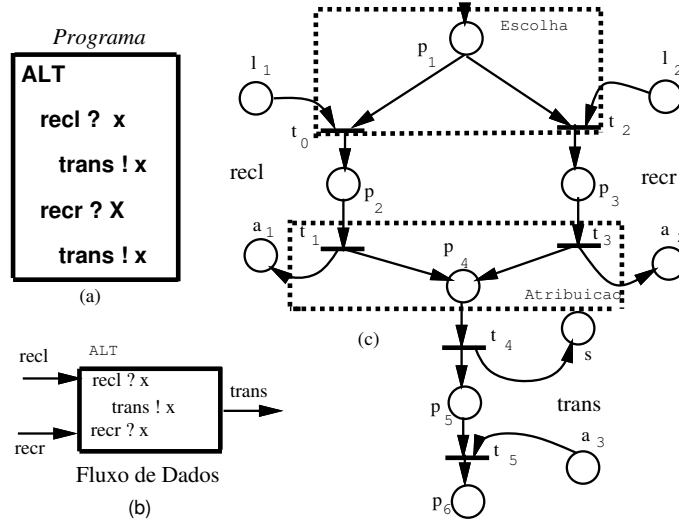 Programa
ALT
recl ? x
trans ! x
recr ? X
trans ! x
(a)
ALT
recl
recl ? x
trans ! x
recr ? x
recr
trans
Fluxo de Dados
(b)
Escolha
p1
l1
l2
t0
t2
recl
recr
p2
p3
a1
t1
t3
p4
Atribuicao
(c)
t4
s
p5
trans
t5
a3
p6